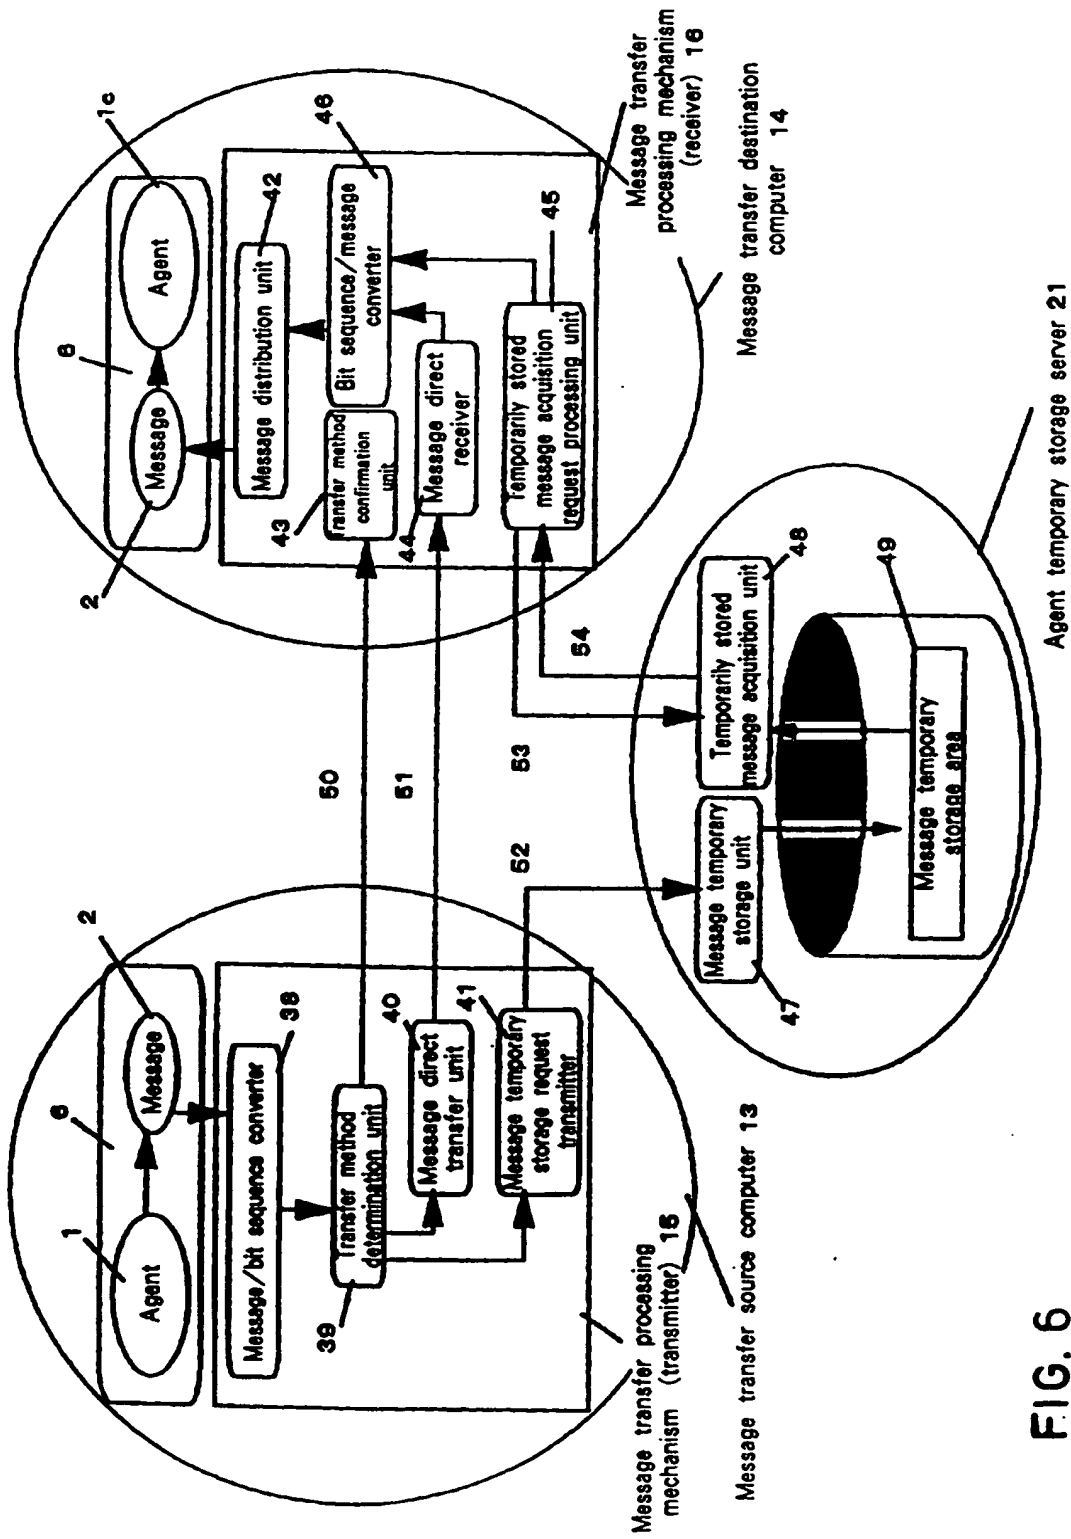 1
Agent
6
2
Message
Message/bit sequence converter
38
39
Transfer method
determination unit
40
Message direct
transfer unit
41
Message temporary
storage request
transmitter
Message transfer processing
mechanism (transmitter) 15
Message transfer source computer 13
50
51
52
53
54
2
Message
6
Agent
1c
Message distribution unit
42
43
Transfer method
confirmation
unit
Bit sequence/message
converter
46
44
Message direct
receiver
Temporarily stored
message acquisition
request processing unit
45
Message transfer
processing mechanism
(receiver) 16
Message transfer destination
computer 14
Message temporary
storage unit
47
Temporarily stored
message acquisition unit
48
Message temporary
storage area
49
Agent temporary storage server 21
FIG. 6